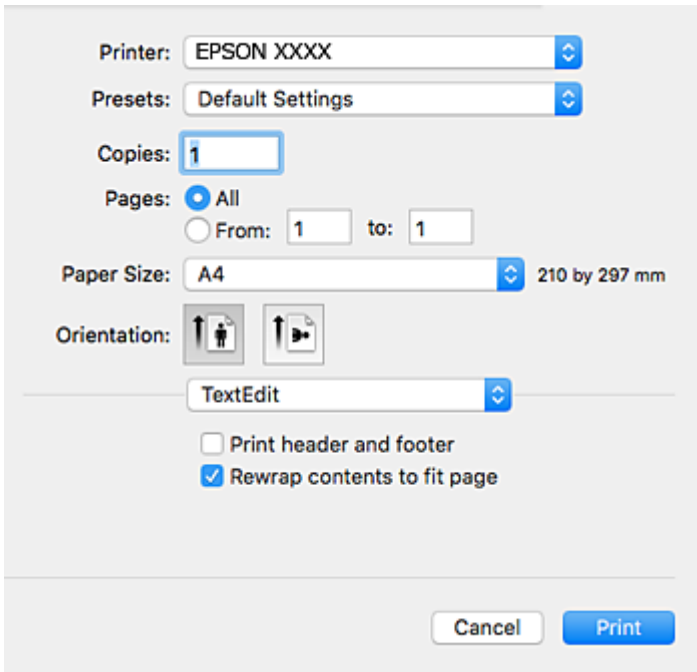 Printer: EPSON XXXX
Presets: Default Settings
Copies: 1
Pages: All
From: 1 to: 1
Paper Size: A4 210 by 297 mm
Orientation:
TextEdit
Print header and footer
Rewrap contents to fit page
Cancel Print